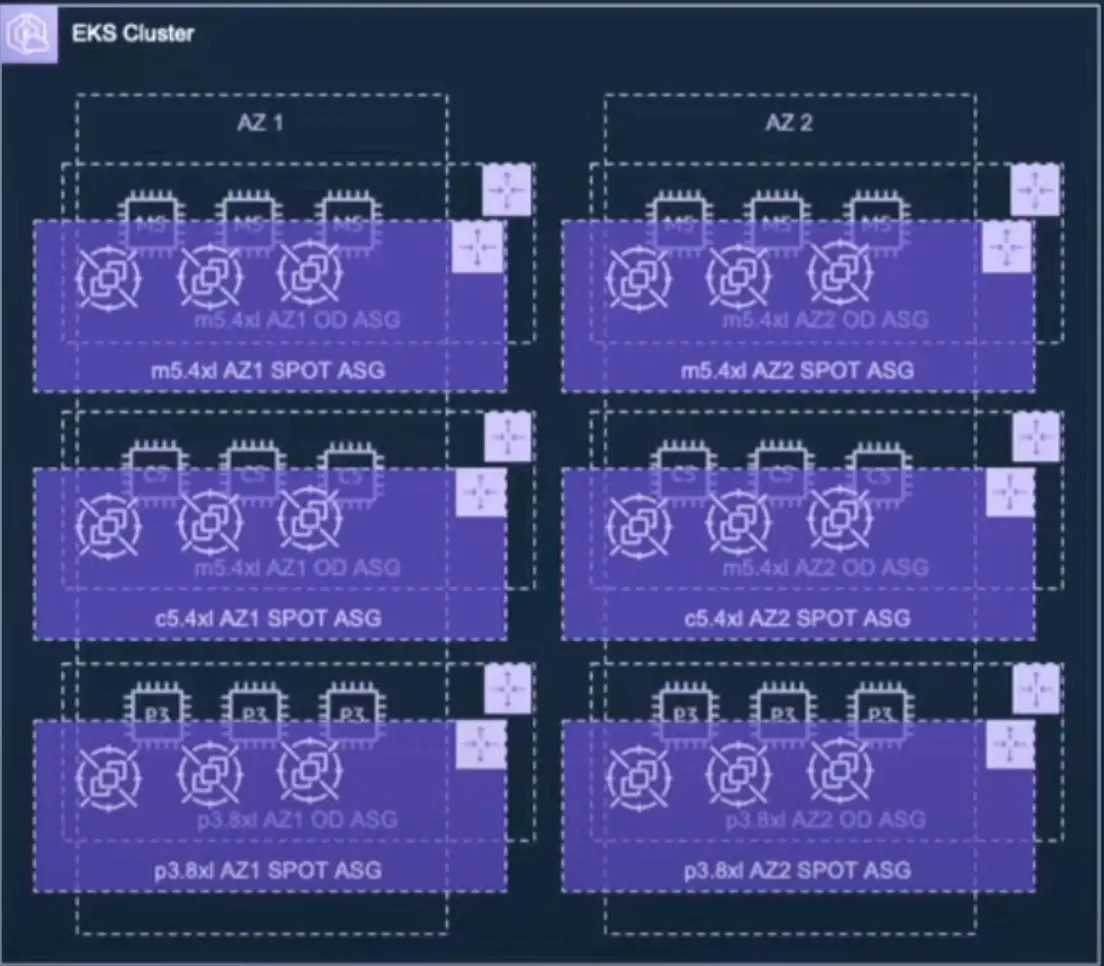 EKS Cluster
AZ 1
M5 M5 M5
m5.4xl AZ1 OD ASG
m5.4xl AZ1 SPOT ASG
C5 C5 C5
m5.4xl AZ1 OD ASG
c5.4xl AZ1 SPOT ASG
P3 P3 P3
p3.8xl AZ1 OD ASG
p3.8xl AZ1 SPOT ASG
AZ 2
M5 M5 M5
m5.4xl AZ2 OD ASG
m5.4xl AZ2 SPOT ASG
C5 C5 C5
m5.4xl AZ2 OD ASG
c5.4xl AZ2 SPOT ASG
P3 P3 P3
p3.8xl AZ2 OD ASG
p3.8xl AZ2 SPOT ASG